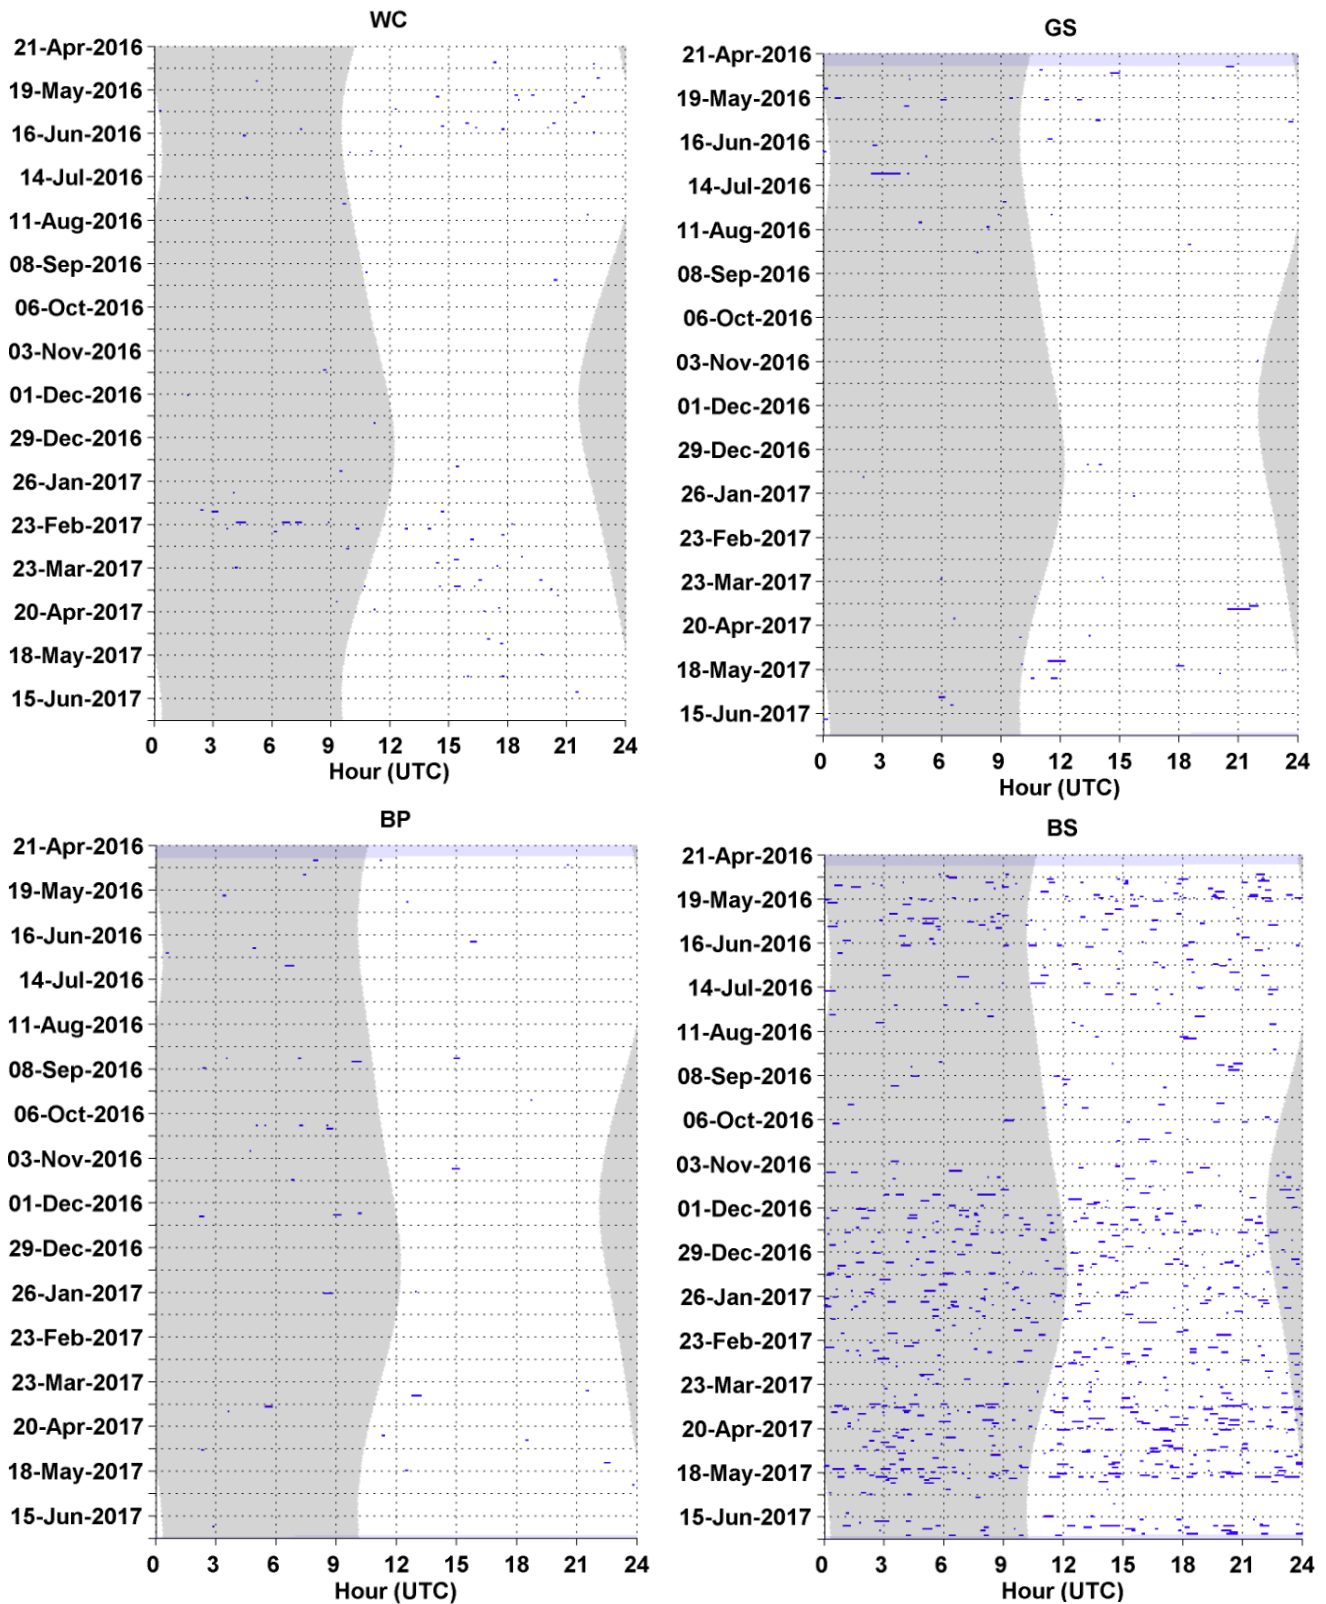 WC
21-Apr-2016
19-May-2016
16-Jun-2016
14-Jul-2016
11-Aug-2016
08-Sep-2016
06-Oct-2016
03-Nov-2016
01-Dec-2016
29-Dec-2016
26-Jan-2017
23-Feb-2017
23-Mar-2017
20-Apr-2017
18-May-2017
15-Jun-2017
0 3 6 9 12 15 18 21 24
Hour (UTC)
GS
21-Apr-2016
19-May-2016
16-Jun-2016
14-Jul-2016
11-Aug-2016
08-Sep-2016
06-Oct-2016
03-Nov-2016
01-Dec-2016
29-Dec-2016
26-Jan-2017
23-Feb-2017
23-Mar-2017
20-Apr-2017
18-May-2017
15-Jun-2017
0 3 6 9 12 15 18 21 24
Hour (UTC)
BP
21-Apr-2016
19-May-2016
16-Jun-2016
14-Jul-2016
11-Aug-2016
08-Sep-2016
06-Oct-2016
03-Nov-2016
01-Dec-2016
29-Dec-2016
26-Jan-2017
23-Feb-2017
23-Mar-2017
20-Apr-2017
18-May-2017
15-Jun-2017
0 3 6 9 12 15 18 21 24
Hour (UTC)
BS
21-Apr-2016
19-May-2016
16-Jun-2016
14-Jul-2016
11-Aug-2016
08-Sep-2016
06-Oct-2016
03-Nov-2016
01-Dec-2016
29-Dec-2016
26-Jan-2017
23-Feb-2017
23-Mar-2017
20-Apr-2017
18-May-2017
15-Jun-2017
0 3 6 9 12 15 18 21 24
Hour (UTC)